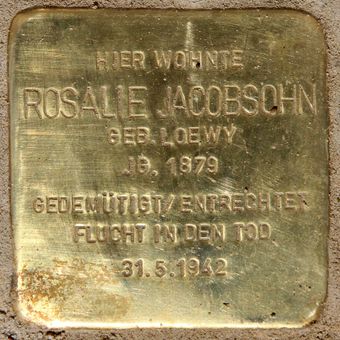 HIER WOHNTE
ROSALIE JACOBSOHN
GEB. LOEWY
JG. 1879
GEDEMÜTIGT/ENTRECHTET
FLUCHT IN DEN TOD
31.5.1942